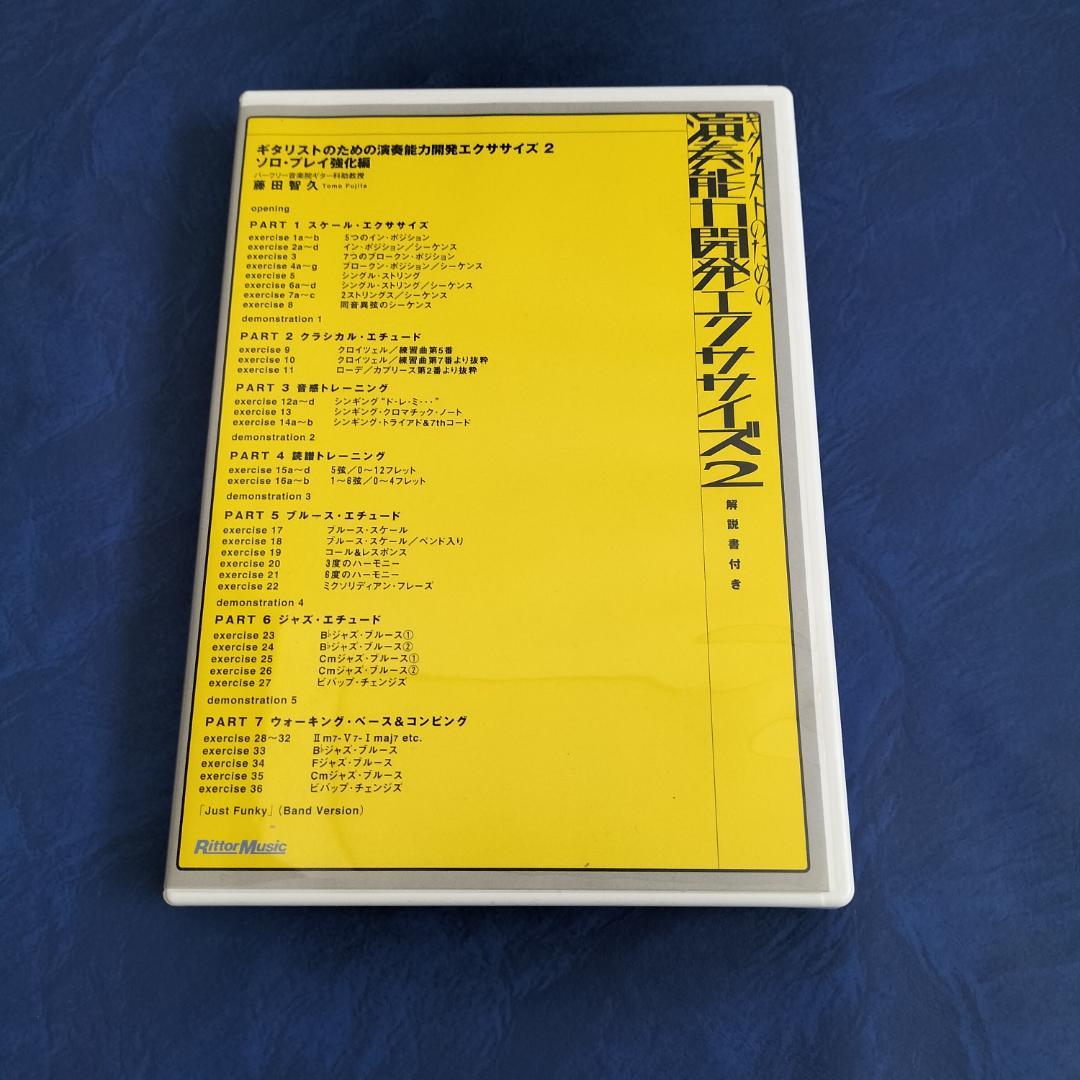 ギタリストのための演奏能力開発エクササイズ 2
ソロ・プレイ強化編
バークリー音楽院ギター科助教授
藤田智久 Tomo Fujita
opening
PART 1 スケール・エクササイズ
exercise 1a〜b 5つのイン・ポジション
exercise 2a〜d イン・ポジション／シーケンス
exercise 3 7つのブロークン・ポジション
exercise 4a〜g ブロークン・ポジション／シーケンス
exercise 5 シングル・ストリング
exercise 6a〜d シングル・ストリング／シーケンス
exercise 7a〜c 2ストリングス／シーケンス
exercise 8 同音異弦のシーケンス
demonstration 1
PART 2 クラシカル・エチュード
exercise 9 クロイツェル／練習曲第5番
exercise 10 クロイツェル／練習曲第7番より抜粋
exercise 11 ローデ／カプリース第2番より抜粋
PART 3 音感トレーニング
exercise 12a〜d シンギング“ド・レ・ミ・・・”
exercise 13 シンギング・クロマチック・ノート
exercise 14a〜b シンギング・トライアド&7thコード
demonstration 2
PART 4 読譜トレーニング
exercise 15a〜d 5弦／0〜12フレット
exercise 16a〜b 1〜6弦／0〜4フレット
demonstration 3
PART 5 ブルース・エチュード
exercise 17 ブルース・スケール
exercise 18 ブルース・スケール／ベンド入り
exercise 19 コール&レスポンス
exercise 20 3度のハーモニー
exercise 21 6度のハーモニー
exercise 22 ミクソリディアン・フレーズ
demonstration 4
PART 6 ジャズ・エチュード
exercise 23 B♭ジャズ・ブルース①
exercise 24 B♭ジャズ・ブルース②
exercise 25 Cmジャズ・ブルース①
exercise 26 Cmジャズ・ブルース②
exercise 27 ビバップ・チェンジズ
demonstration 5
PART 7 ウォーキング・ベース＆コンピング
exercise 28〜32 Ⅱm7-Ⅴ7-Ⅰmaj7 etc.
exercise 33 B♭ジャズ・ブルース
exercise 34 Fジャズ・ブルース
exercise 35 Cmジャズ・ブルース
exercise 36 ビバップ・チェンジズ
「Just Funky」(Band Version)
RittorMusic
ギタリストのための
演奏能力開発エクササイズ2
解説書付き